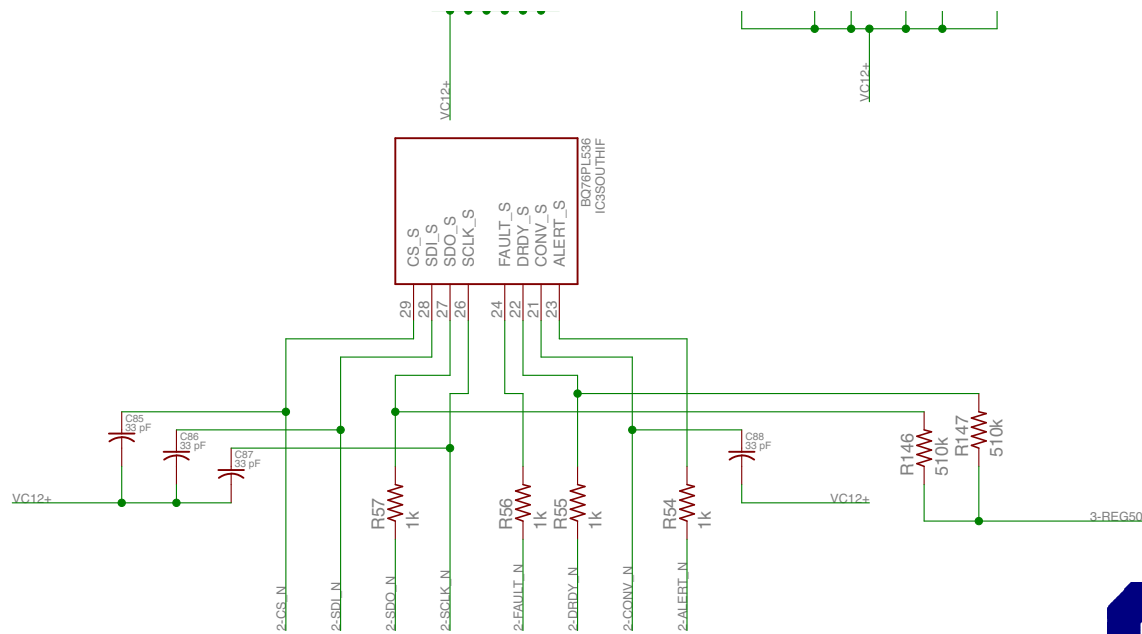 VC12+
VC12+
BQ76PL536
IC3SOUTHIF
CS_S
SDI_S
SDO_S
SCLK_S
FAULT_S
DRDY_S
CONV_S
ALERT_S
29
28
27
26
24
22
21
23
C85
33 pF
C86
33 pF
C87
33 pF
C88
33 pF
R146
510k
R147
510k
VC12+
VC12+
R57
1k
R56
1k
R55
1k
R54
1k
3-REG50
2-CS_N
2-SDI_N
2-SDO_N
2-SCLK_N
2-FAULT_N
2-DRDY_N
2-CONV_N
2-ALERT_N